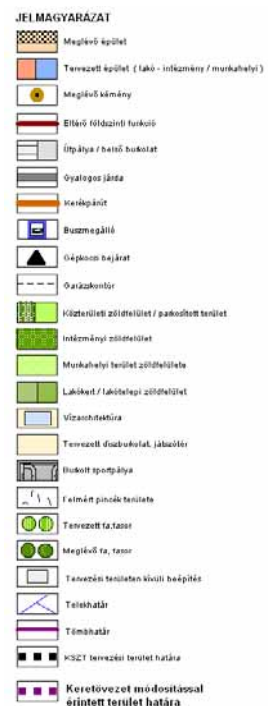 JELMAGYARÁZAT
Meglévő épület
Tervezett épület ( lakó - intézmény / munkahelyi )
Meglévő kémény
Eltérő földszinti funkció
Útpálya / belső burkolat
Gyalogos járda
Kerékpárút
Buszmegálló
Gépkocsi bejárat
Garázskontúr
Közterületi zöldfelület / parkosított terület
Intézményi zöldfelület
Munkahelyi terület zöldfelülete
Lakókert / lakótelepi zöldfelület
Vízarchitektúra
Tervezett díszburkolat, játszótér
Burkolt sportpálya
Felmért pincék területe
Tervezett fa, fasor
Meglévő fa, fasor
Tervezési területen kívüli beépítés
Telekhatár
Tömbhatár
KSZT tervezési terület határa
Keretövezet módosítással
érintett terület határa